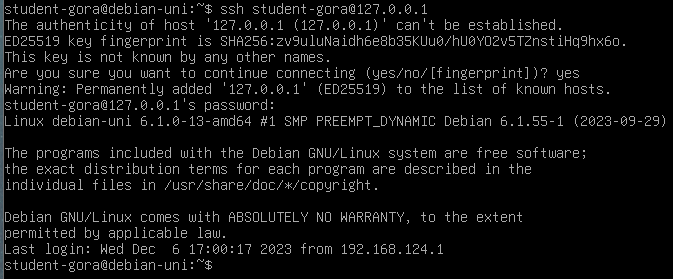 student-gora@debian-uni:~$ ssh student-gora@127.0.0.1
The authenticity of host '127.0.0.1 (127.0.0.1)' can't be established.
ED25519 key fingerprint is SHA256:zv9uluNaidh6e8b35KUu0/hU0YO2v5TZnstiHq9hx6o.
This key is not known by any other names.
Are you sure you want to continue connecting (yes/no/[fingerprint])? yes
Warning: Permanently added '127.0.0.1' (ED25519) to the list of known hosts.
student-gora@127.0.0.1's password:
Linux debian-uni 6.1.0-13-amd64 #1 SMP PREEMPT_DYNAMIC Debian 6.1.55-1 (2023-09-29)
The programs included with the Debian GNU/Linux system are free software;
the exact distribution terms for each program are described in the
individual files in /usr/share/doc/*/copyright.
Debian GNU/Linux comes with ABSOLUTELY NO WARRANTY, to the extent
permitted by applicable law.
Last login: Wed Dec  6 17:00:17 2023 from 192.168.124.1
student-gora@debian-uni:~$